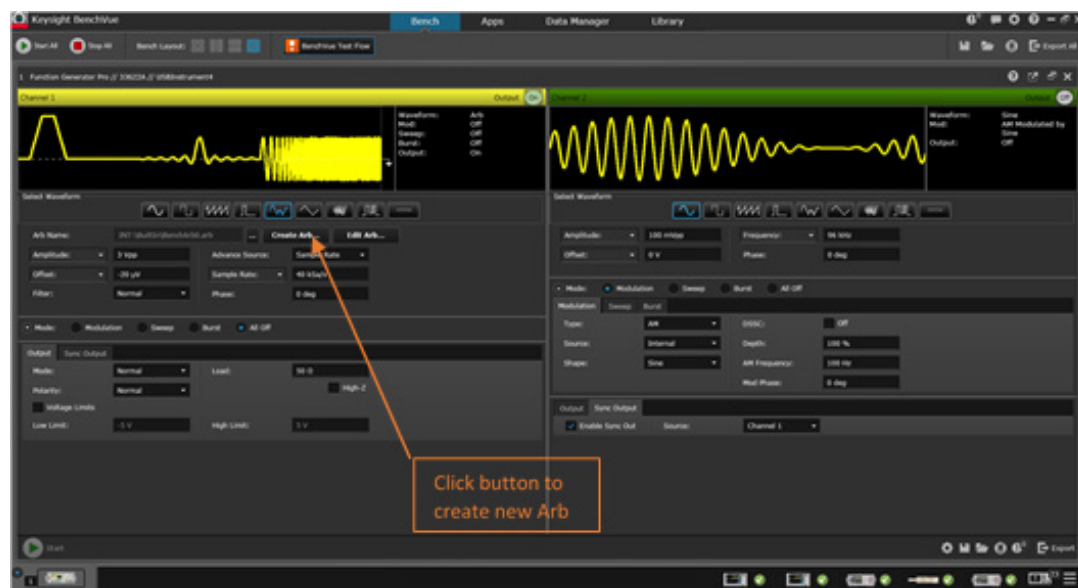 Keysight BenchVue
Bench Apps Data Manager Library
Start All Stop All Bench Layout: BenchVue Test Flow Export All
1 Function Generator Pro //
Channel 1 Output On
Waveform: Arb
Mod: Off
Sweep: Off
Burst: Off
Output: On
Channel 2 Output Off
Waveform: Sine
Mod: AM Modulated by
Sine
Output: Off
Select Waveform
Arb Name: ... Create Arb... Edit Arb...
Amplitude: 3 Vpp Advance Source: Sample Rate
Offset: -20 µV Sample Rate: 40 kSa/s
Filter: Normal Phase: 0 deg
Mode: Modulation Sweep Burst All Off
Output Sync Output
Mode: Normal Load: 50 Ω
Polarity: Normal High-Z
Voltage Limits
Low Limit: -5 V High Limit: 5 V
Select Waveform
Amplitude: 100 mVpp Frequency: 96 kHz
Offset: 0 V Phase: 0 deg
Mode: Modulation Sweep Burst All Off
Modulation Sweep Burst
Type: AM DSSC: Off
Source: Internal Depth: 100 %
Shape: Sine AM Frequency: 100 Hz
Mod Phase: 0 deg
Output Sync Output
Enable Sync Out Source: Channel 1
Click button to
create new Arb
Start Export
1